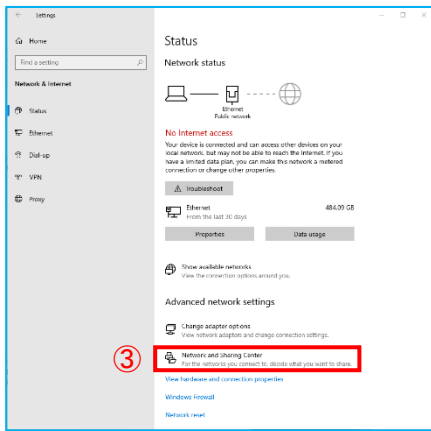 Settings
Home
Find a setting
Network & Internet
Status
Ethernet
Dial-up
VPN
Proxy
Status
Network status
Ethernet
Public network
No Internet access
Your device is connected and can access other devices on your
local network, but may not be able to reach the Internet. If you
have a limited data plan, you can make this network a metered
connection or change other properties.
Troubleshoot
Ethernet
From the last 30 days
484.09 GB
Properties
Data usage
Show available networks
View the connection options around you.
Advanced network settings
Change adapter options
View network adapters and change connection settings.
③
Network and Sharing Center
For the networks you connect to, decide what you want to share.
View hardware and connection properties
Windows Firewall
Network reset